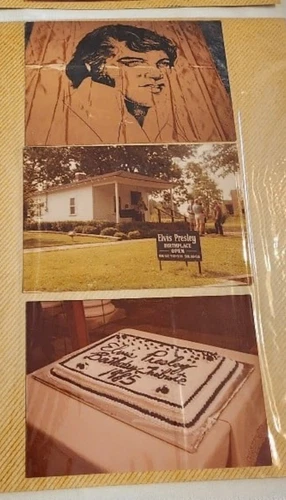 Elvis Presley
BIRTHPLACE
OPEN
Elvis Presley
Birthday Tribute
1985